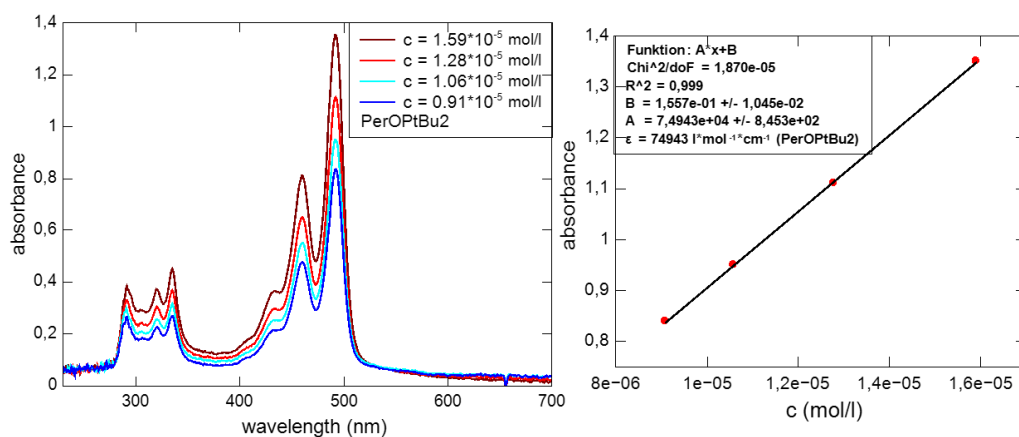 1,4
1,2
1
0,8
0,6
0,4
0,2
0
absorbance
c = 1.59*10⁻⁵ mol/l
c = 1.28*10⁻⁵ mol/l
c = 1.06*10⁻⁵ mol/l
c = 0.91*10⁻⁵ mol/l
PerOPtBu2
300
400
500
600
700
wavelength (nm)
1,4
1,3
1,2
1,1
1
0,9
0,8
absorbance
Funktion: A*x+B
Chi^2/doF = 1,870e-05
R^2 = 0,999
B = 1,557e-01 +/- 1,045e-02
A = 7,4943e+04 +/- 8,453e+02
ε = 74943 l*mol⁻¹*cm⁻¹ (PerOPtBu2)
8e-06
1e-05
1,2e-05
1,4e-05
1,6e-05
c (mol/l)